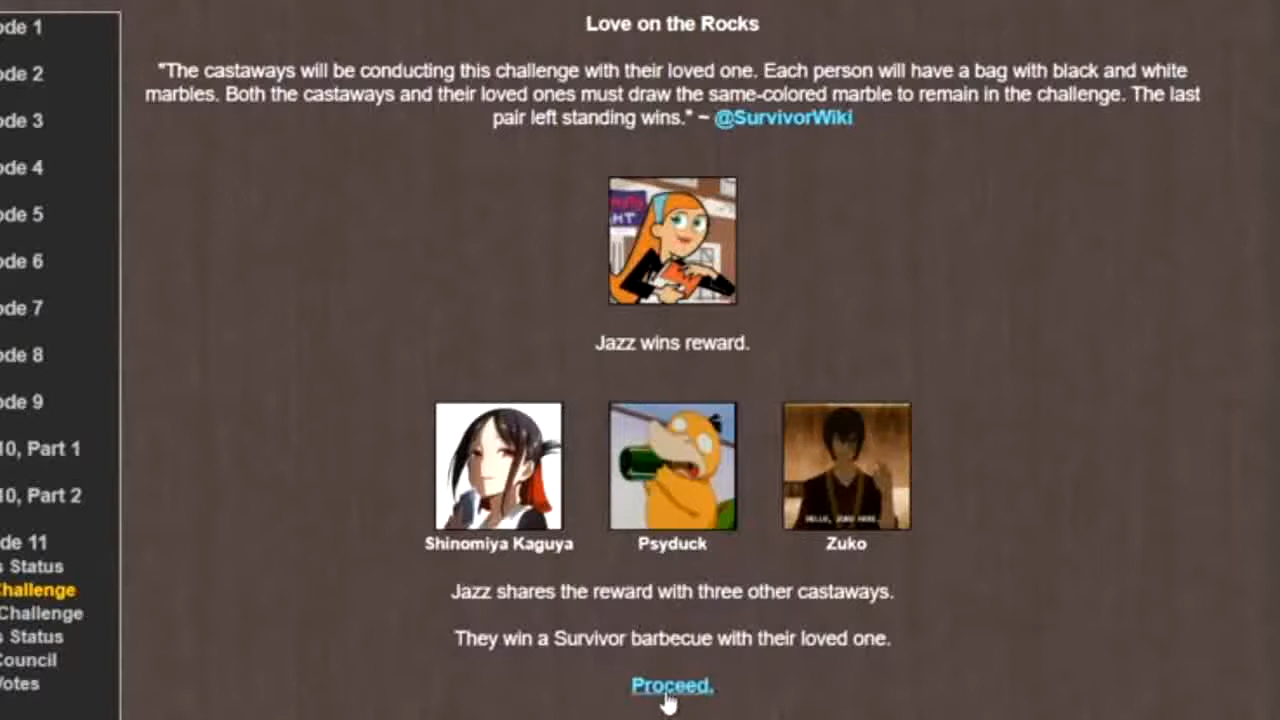 Love on the Rocks
"The castaways will be conducting this challenge with their loved one. Each person will have a bag with black and white
marbles. Both the castaways and their loved ones must draw the same-colored marble to remain in the challenge. The last
pair left standing wins." ~ @SurvivorWiki
Jazz wins reward.
HELLO, ZUKO HERE.
Shinomiya Kaguya
Psyduck
Zuko
Jazz shares the reward with three other castaways.
They win a Survivor barbecue with their loved one.
Proceed.
ode 1
ode 2
ode 3
ode 4
ode 5
ode 6
ode 7
ode 8
ode 9
10, Part 1
10, Part 2
de 11
s Status
Challenge
Challenge
s Status
Council
Votes